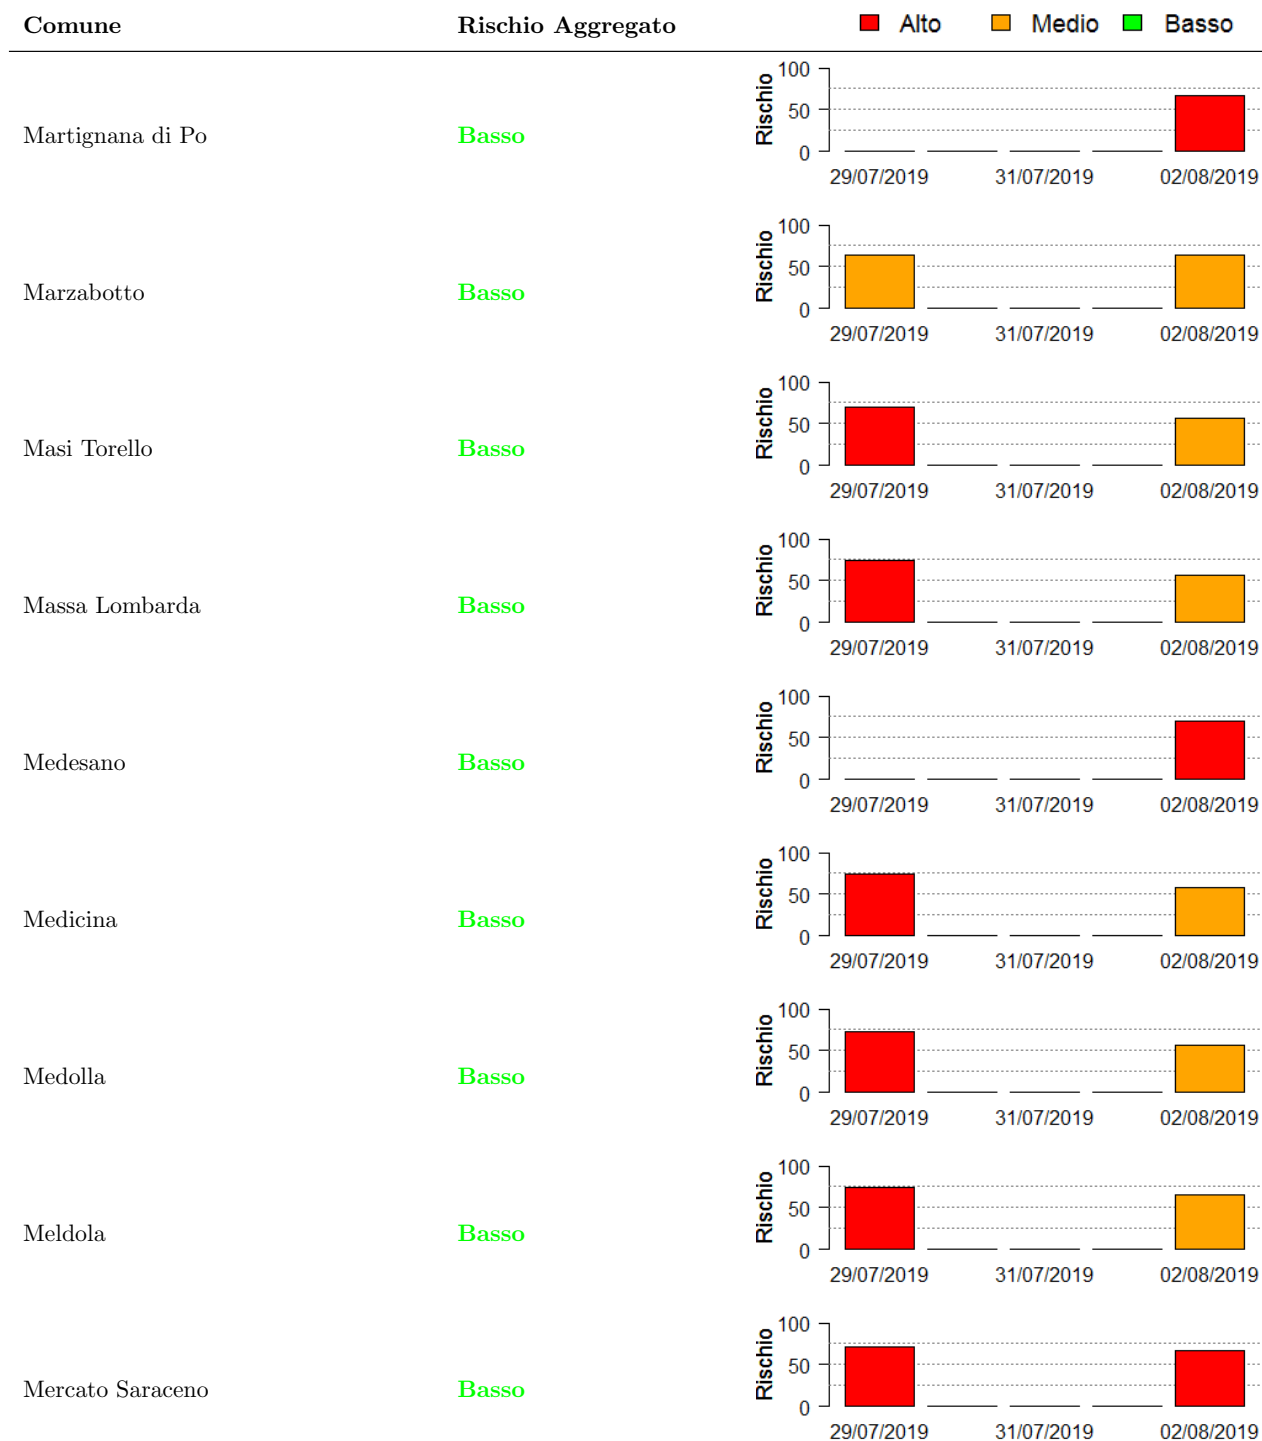 Comune Rischio Aggregato Alto Medio Basso
100
50
0
Rischio
Martignana di Po Basso
29/07/2019 31/07/2019 02/08/2019
100
50
0
Rischio
Marzabotto Basso
29/07/2019 31/07/2019 02/08/2019
100
50
0
Rischio
Masi Torello Basso
29/07/2019 31/07/2019 02/08/2019
100
50
0
Rischio
Massa Lombarda Basso
29/07/2019 31/07/2019 02/08/2019
100
50
0
Rischio
Medesano Basso
29/07/2019 31/07/2019 02/08/2019
100
50
0
Rischio
Medicina Basso
29/07/2019 31/07/2019 02/08/2019
100
50
0
Rischio
Medolla Basso
29/07/2019 31/07/2019 02/08/2019
100
50
0
Rischio
Meldola Basso
29/07/2019 31/07/2019 02/08/2019
100
50
0
Rischio
Mercato Saraceno Basso
29/07/2019 31/07/2019 02/08/2019